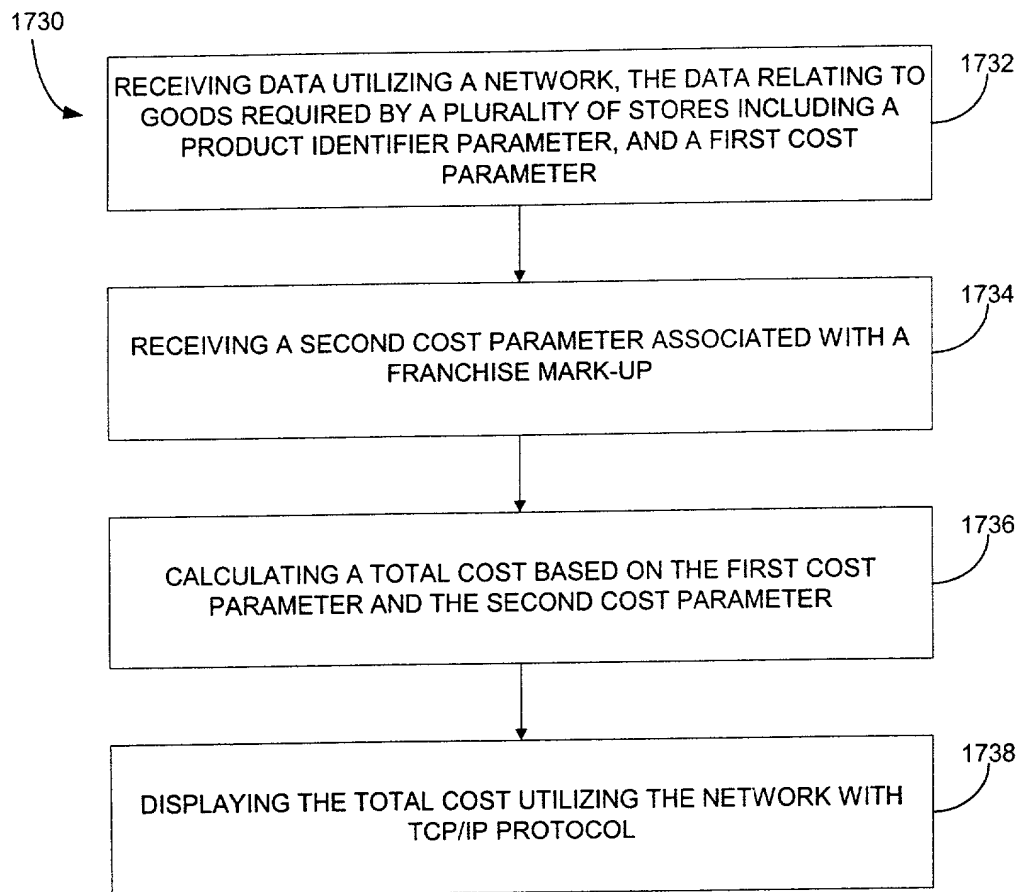 1730
1732
RECEIVING DATA UTILIZING A NETWORK, THE DATA RELATING TO
GOODS REQUIRED BY A PLURALITY OF STORES INCLUDING A
PRODUCT IDENTIFIER PARAMETER, AND A FIRST COST
PARAMETER
1734
RECEIVING A SECOND COST PARAMETER ASSOCIATED WITH A
FRANCHISE MARK-UP
1736
CALCULATING A TOTAL COST BASED ON THE FIRST COST
PARAMETER AND THE SECOND COST PARAMETER
1738
DISPLAYING THE TOTAL COST UTILIZING THE NETWORK WITH
TCP/IP PROTOCOL